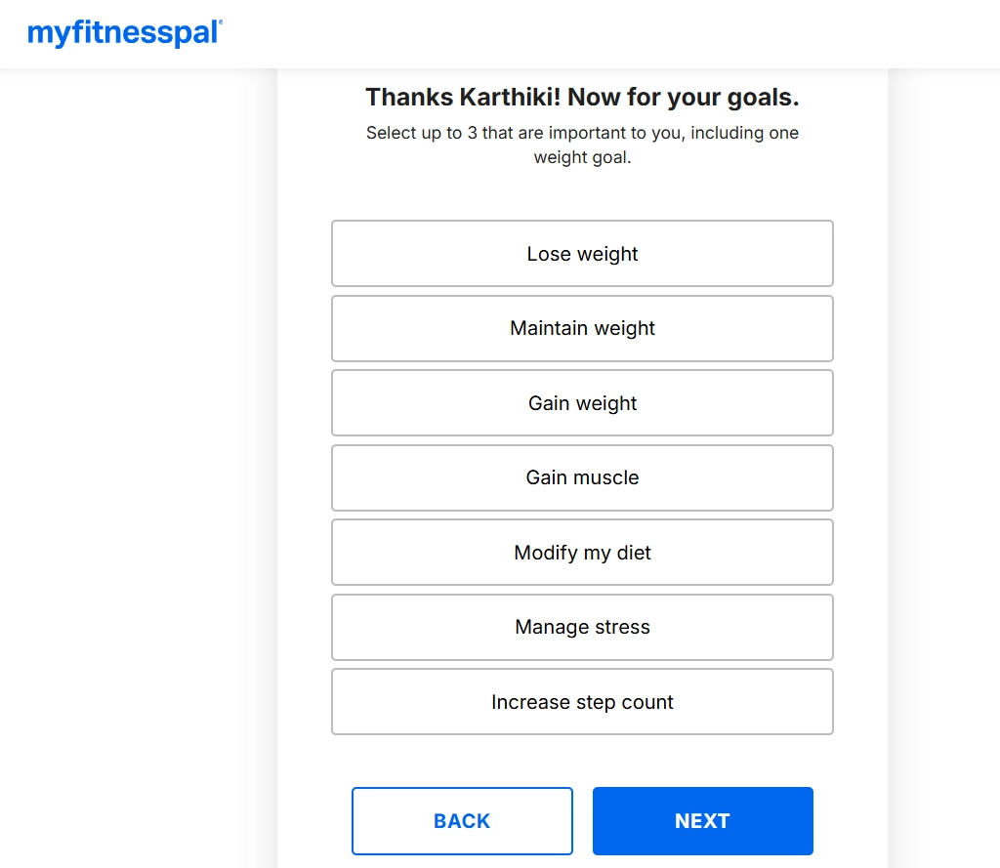 myfitnesspal®
Thanks Karthiki! Now for your goals.
Select up to 3 that are important to you, including one
weight goal.
Lose weight
Maintain weight
Gain weight
Gain muscle
Modify my diet
Manage stress
Increase step count
BACK
NEXT